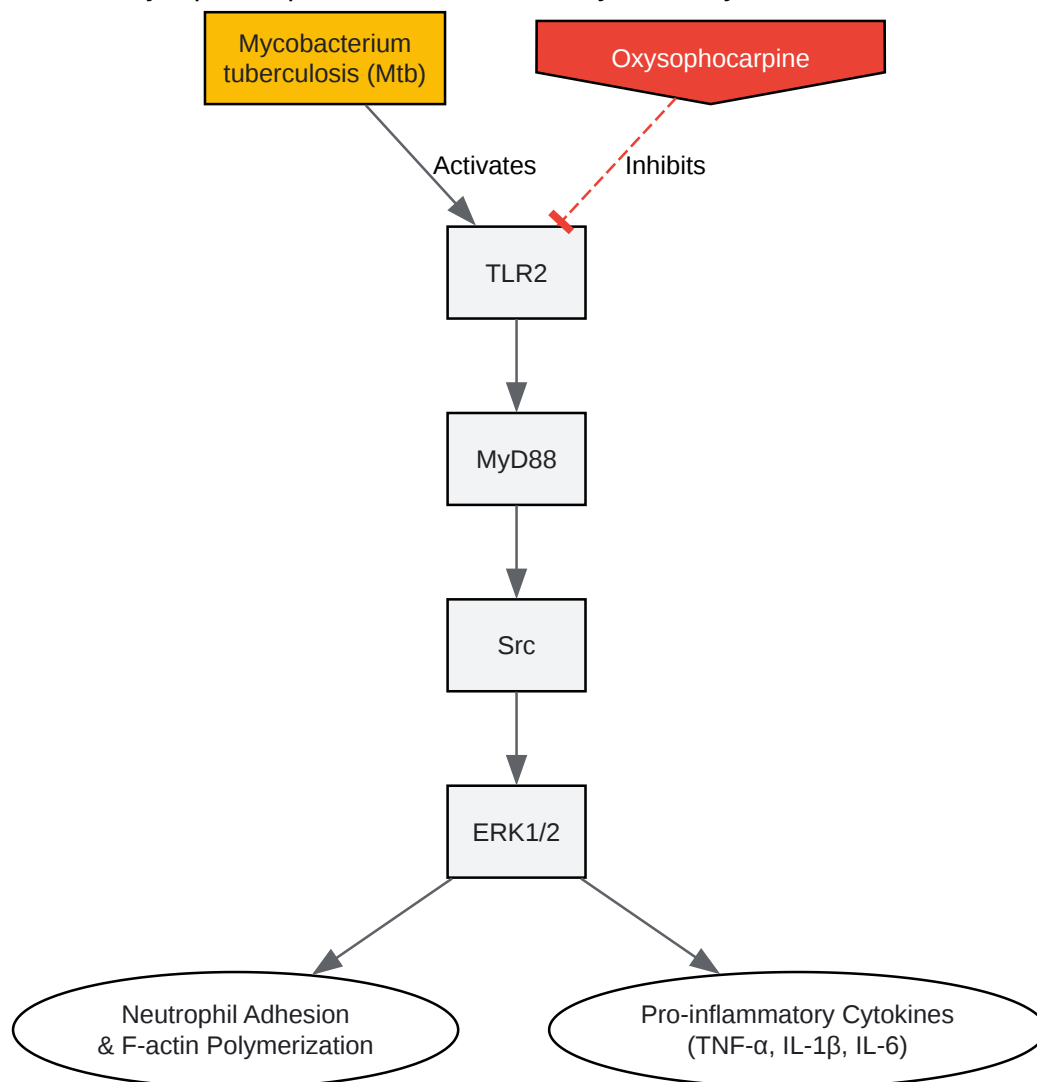 Mycobacterium
tuberculosis (Mtb)
Oxysophocarpine
Activates
Inhibits
TLR2
MyD88
Src
ERK1/2
Neutrophil Adhesion
& F-actin Polymerization
Pro-inflammatory Cytokines
(TNF-α, IL-1β, IL-6)